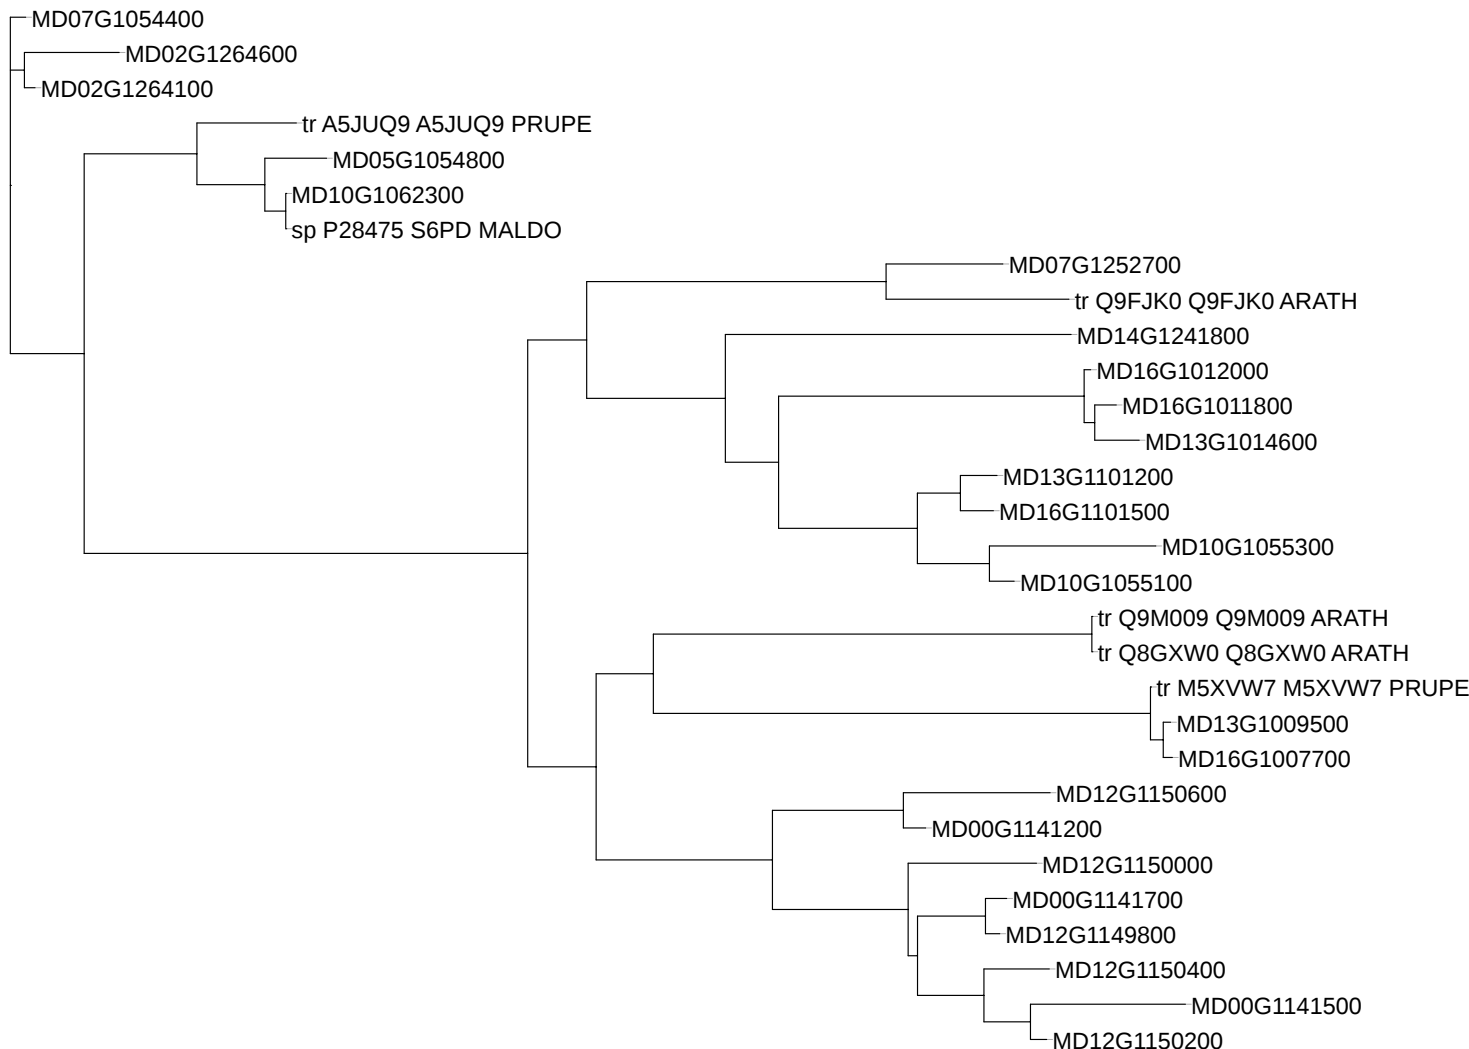 MD07G1054400
MD02G1264600
MD02G1264100
tr A5JUQ9 A5JUQ9 PRUPE
MD05G1054800
MD10G1062300
sp P28475 S6PD MALDO
MD07G1252700
tr Q9FJK0 Q9FJK0 ARATH
MD14G1241800
MD16G1012000
MD16G1011800
MD13G1014600
MD13G1101200
MD16G1101500
MD10G1055300
MD10G1055100
tr Q9M009 Q9M009 ARATH
tr Q8GXW0 Q8GXW0 ARATH
tr M5XVW7 M5XVW7 PRUPE
MD13G1009500
MD16G1007700
MD12G1150600
MD00G1141200
MD12G1150000
MD00G1141700
MD12G1149800
MD12G1150400
MD00G1141500
MD12G1150200